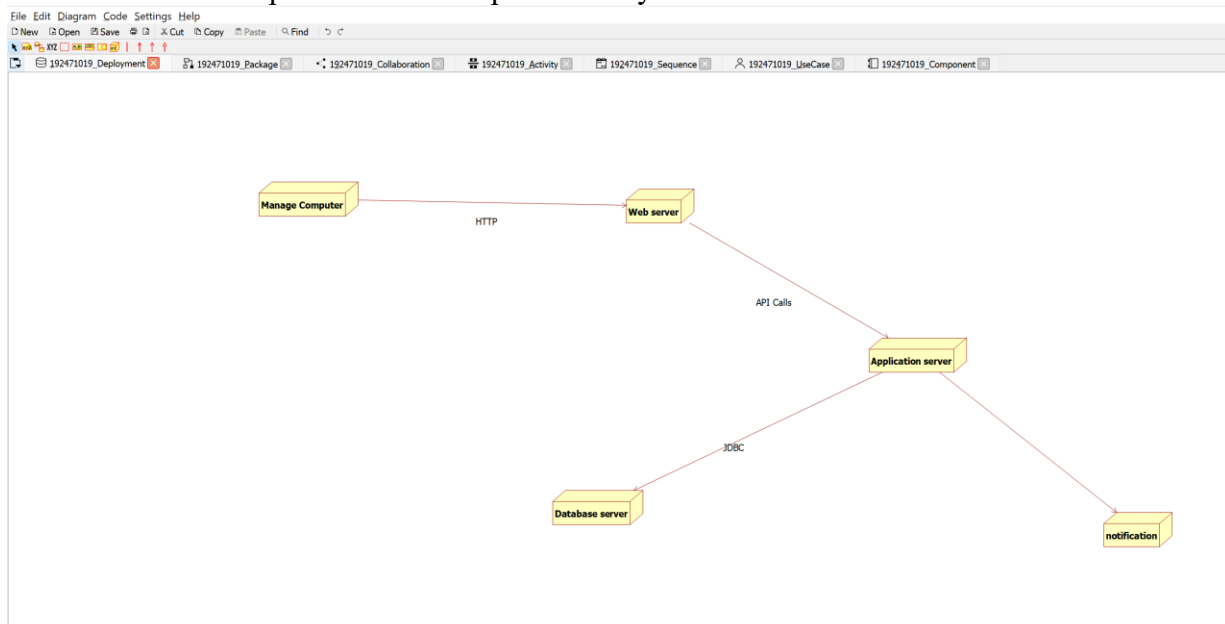 File Edit Diagram Code Settings Help
New Open Save Cut Copy Paste Find
XYZ
192471019_Deployment 192471019_Package 192471019_Collaboration 192471019_Activity 192471019_Sequence 192471019_UseCase 192471019_Component
Manage Computer
Web server
HTTP
API Calls
Application server
JDBC
Database server
notification